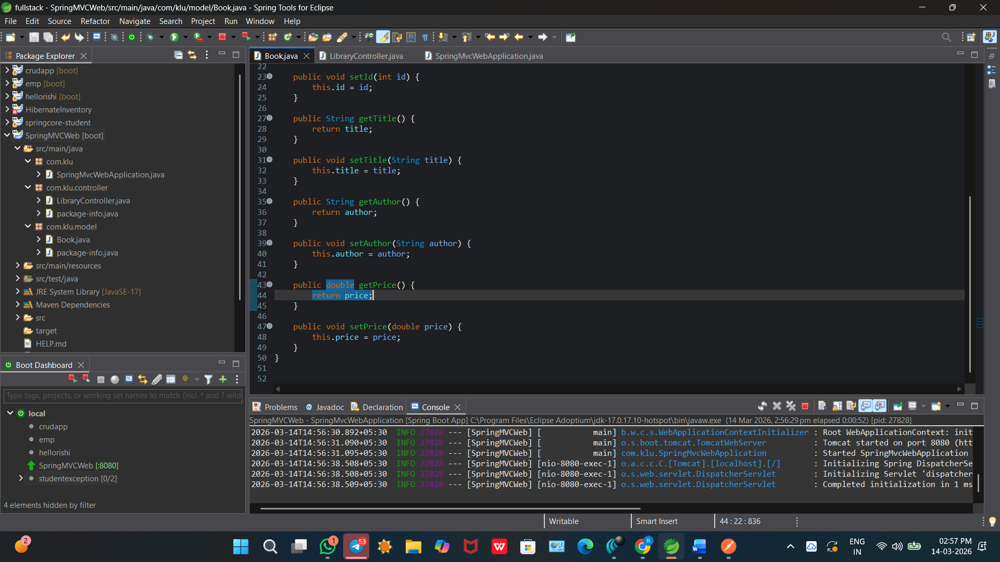 fullstack - SpringMVCWeb/src/main/java/com/klu/model/Book.java - Spring Tools for Eclipse
File Edit Source Refactor Navigate Search Project Run Window Help
Package Explorer
crudapp [boot]
emp [boot]
hellorishi [boot]
HibernateInventory
springcore-student
SpringMVCWeb [boot]
src/main/java
com.klu
SpringMvcWebApplication.java
com.klu.controller
LibraryController.java
package-info.java
com.klu.model
Book.java
package-info.java
src/main/resources
src/test/java
JRE System Library [JavaSE-17]
Maven Dependencies
src
target
HELP.md
Boot Dashboard
Type tags, projects, or working set names to match (incl. * and ? wild
local
crudapp
emp
hellorishi
SpringMVCWeb [:8080]
studentexception [0/2]
4 elements hidden by filter
Book.java LibraryController.java SpringMvcWebApplication.java
22
23 public void setId(int id) {
24 this.id = id;
25 }
26
27 public String getTitle() {
28 return title;
29 }
30
31 public void setTitle(String title) {
32 this.title = title;
33 }
34
35 public String getAuthor() {
36 return author;
37 }
38
39 public void setAuthor(String author) {
40 this.author = author;
41 }
42
43 public double getPrice() {
44 return price;
45 }
46
47 public void setPrice(double price) {
48 this.price = price;
49 }
50 }
51
52
Problems Javadoc Declaration Console
SpringMVCWeb - SpringMvcWebApplication [Spring Boot App] C:\Program Files\Eclipse Adoptium\jdk-17.0.17.10-hotspot\bin\javaw.exe (14 Mar 2026, 2:56:29 pm elapsed 0:00:52) [pid: 27828]
2026-03-14T14:56:30.892+05:30 INFO 27828 --- [SpringMVCWeb] [ main] b.w.c.s.WebApplicationContextInitializer : Root WebApplicationContext: init
2026-03-14T14:56:31.090+05:30 INFO 27828 --- [SpringMVCWeb] [ main] o.s.boot.tomcat.TomcatWebServer : Tomcat started on port 8080 (htt
2026-03-14T14:56:31.095+05:30 INFO 27828 --- [SpringMVCWeb] [ main] com.klu.SpringMvcWebApplication : Started SpringMvcWebApplication
2026-03-14T14:56:38.508+05:30 INFO 27828 --- [SpringMVCWeb] [nio-8080-exec-1] o.a.c.c.C.[Tomcat].[localhost].[/] : Initializing Spring DispatcherSe
2026-03-14T14:56:38.508+05:30 INFO 27828 --- [SpringMVCWeb] [nio-8080-exec-1] o.s.web.servlet.DispatcherServlet : Initializing Servlet 'dispatcher
2026-03-14T14:56:38.509+05:30 INFO 27828 --- [SpringMVCWeb] [nio-8080-exec-1] o.s.web.servlet.DispatcherServlet : Completed initialization in 1 ms
Writable Smart Insert 44 : 22 : 836
2
1
53
R
ENG
IN
02:57 PM
14-03-2026